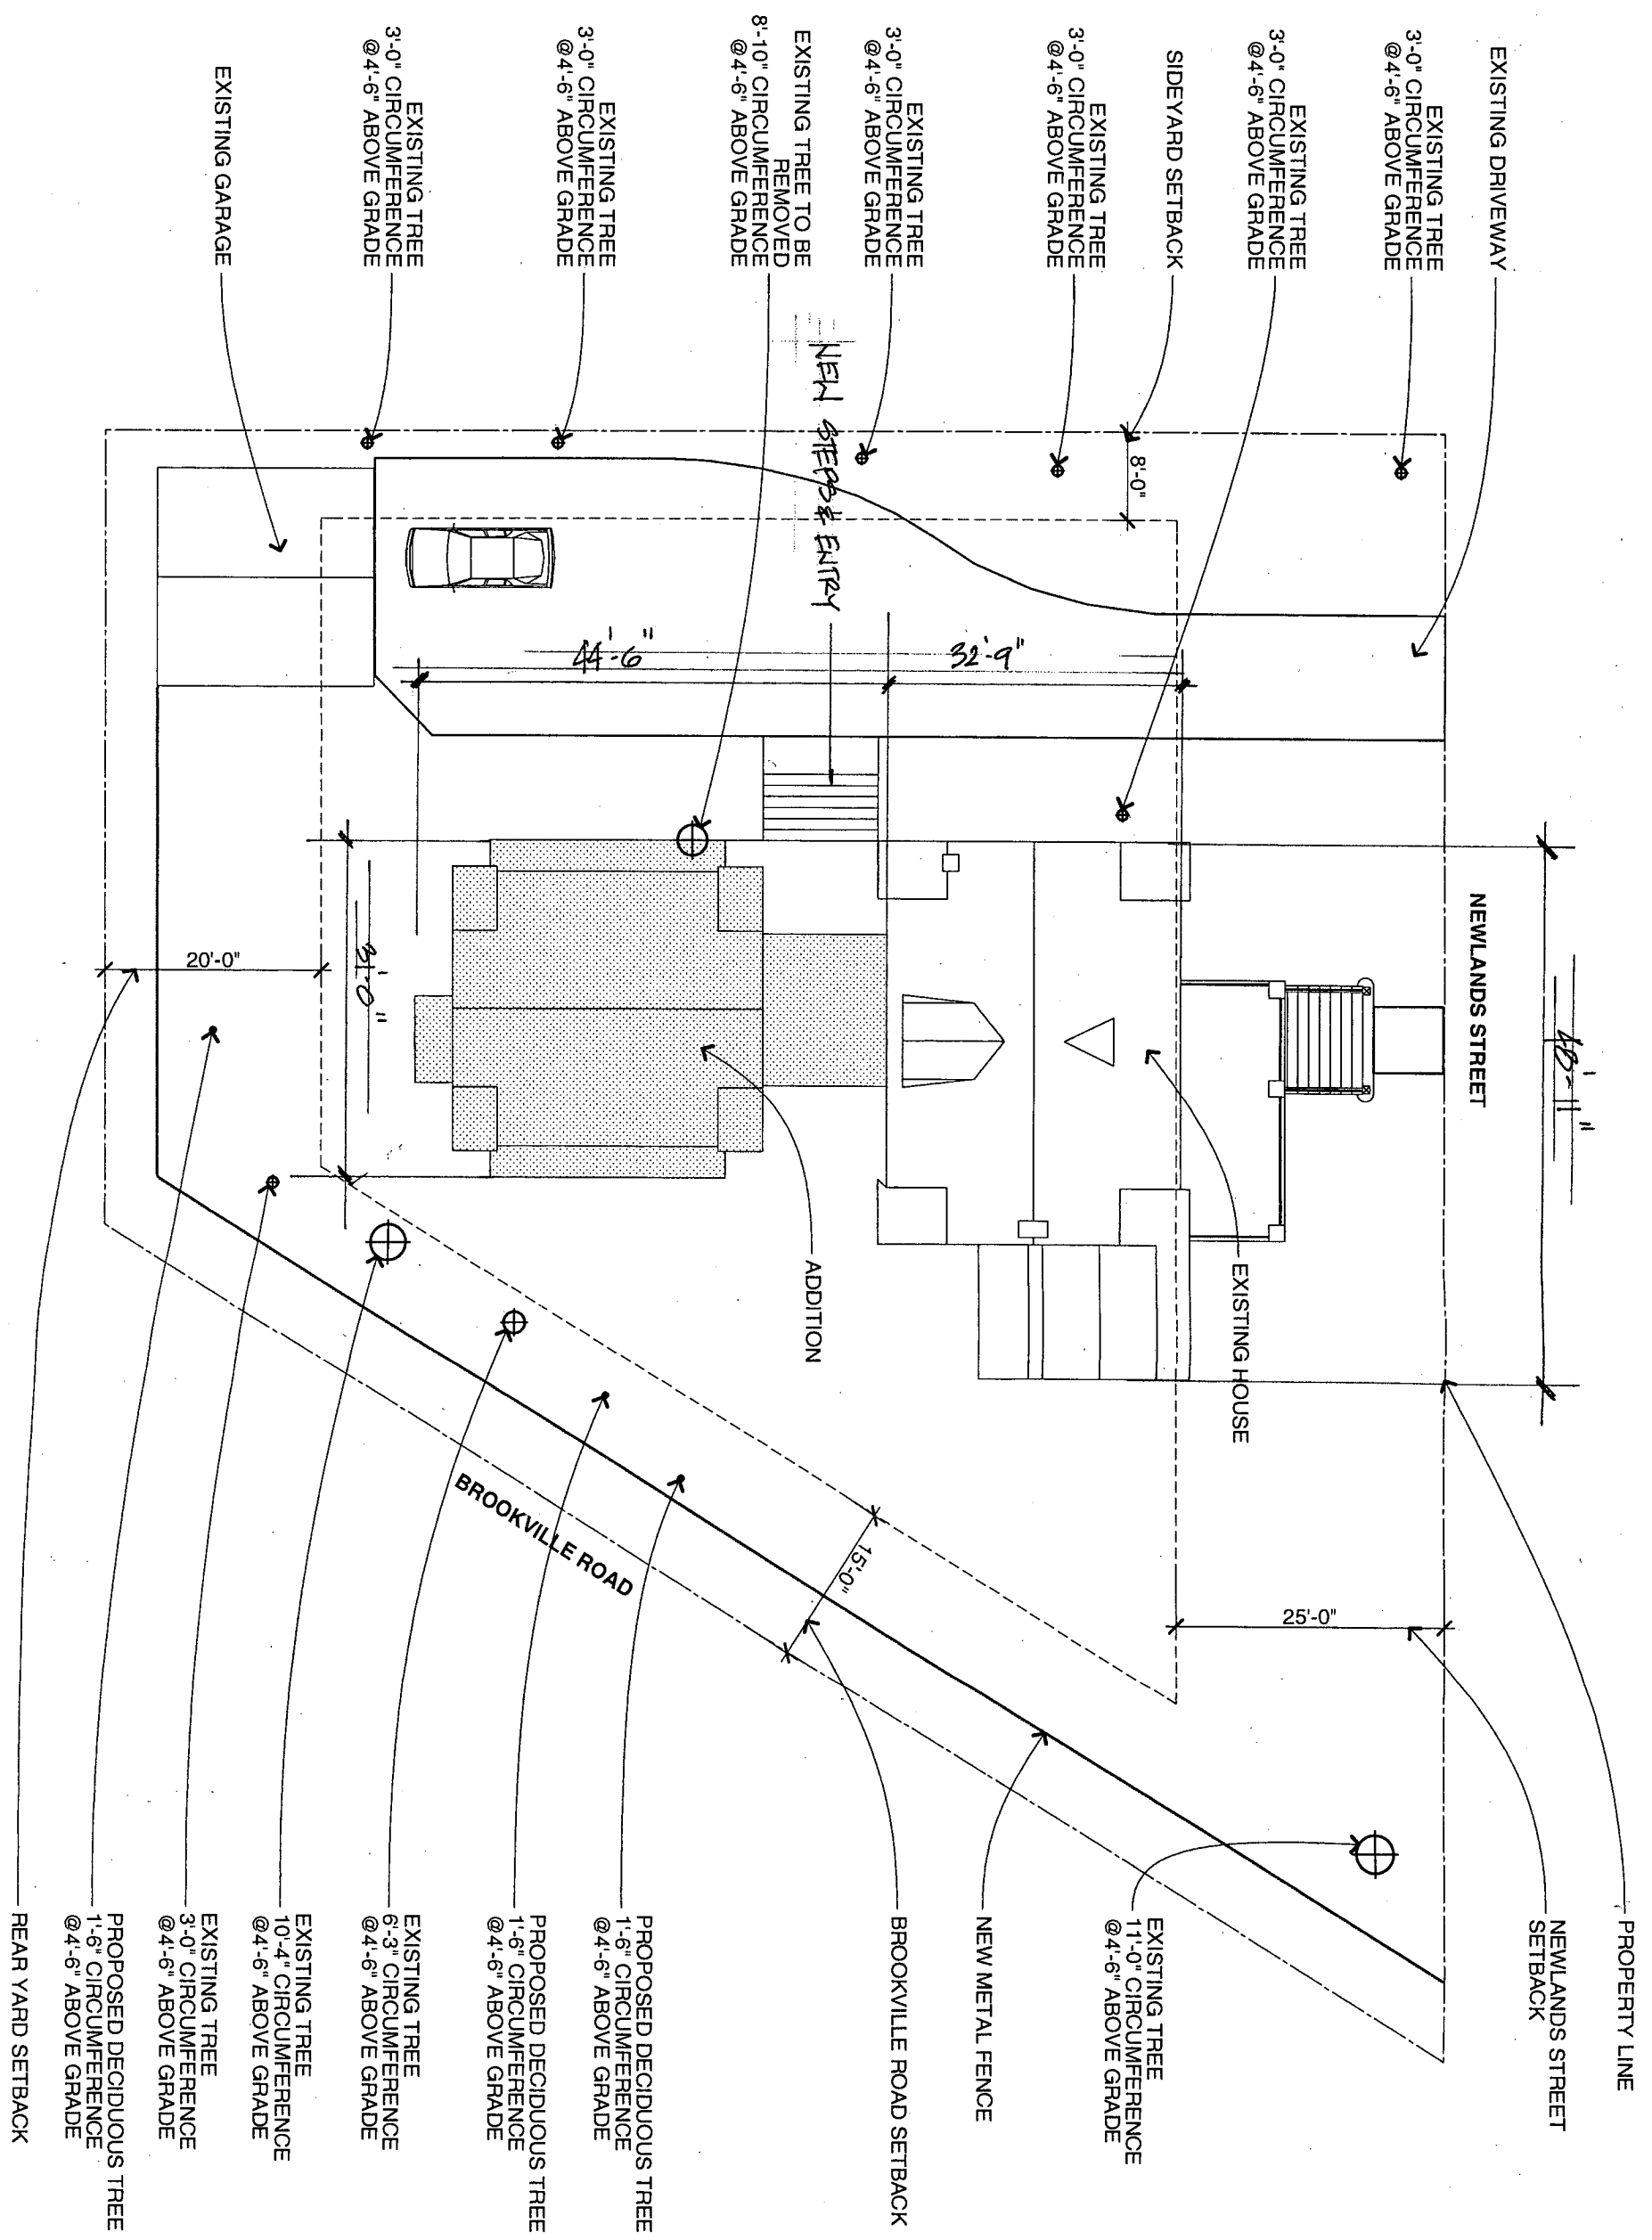 EXISTING DRIVEWAY
EXISTING TREE
3'-0" CIRCUMFERENCE
@4'-6" ABOVE GRADE
EXISTING TREE
3'-0" CIRCUMFERENCE
@4'-6" ABOVE GRADE
SIDEYARD SETBACK
EXISTING TREE
3'-0" CIRCUMFERENCE
@4'-6" ABOVE GRADE
EXISTING TREE
3'-0" CIRCUMFERENCE
@4'-6" ABOVE GRADE
EXISTING TREE TO BE
REMOVED
8'-10" CIRCUMFERENCE
@4'-6" ABOVE GRADE
EXISTING TREE
3'-0" CIRCUMFERENCE
@4'-6" ABOVE GRADE
EXISTING TREE
3'-0" CIRCUMFERENCE
@4'-6" ABOVE GRADE
EXISTING GARAGE
48'-11"
NEWLANDS STREET
8'-0"
NEW STEPS & ENTRY
32'-9"
44'-6"
31'-0"
20'-0"
EXISTING HOUSE
ADDITION
25'-0"
15'-0"
BROOKVILLE ROAD
PROPERTY LINE
NEWLANDS STREET
SETBACK
EXISTING TREE
11'-0" CIRCUMFERENCE
@4'-6" ABOVE GRADE
NEW METAL FENCE
BROOKVILLE ROAD SETBACK
PROPOSED DECIDUOUS TREE
1'-6" CIRCUMFERENCE
@4'-6" ABOVE GRADE
PROPOSED DECIDUOUS TREE
1'-6" CIRCUMFERENCE
@4'-6" ABOVE GRADE
EXISTING TREE
6'-3" CIRCUMFERENCE
@4'-6" ABOVE GRADE
EXISTING TREE
10'-4" CIRCUMFERENCE
@4'-6" ABOVE GRADE
EXISTING TREE
3'-0" CIRCUMFERENCE
@4'-6" ABOVE GRADE
PROPOSED DECIDUOUS TREE
1'-6" CIRCUMFERENCE
@4'-6" ABOVE GRADE
REAR YARD SETBACK